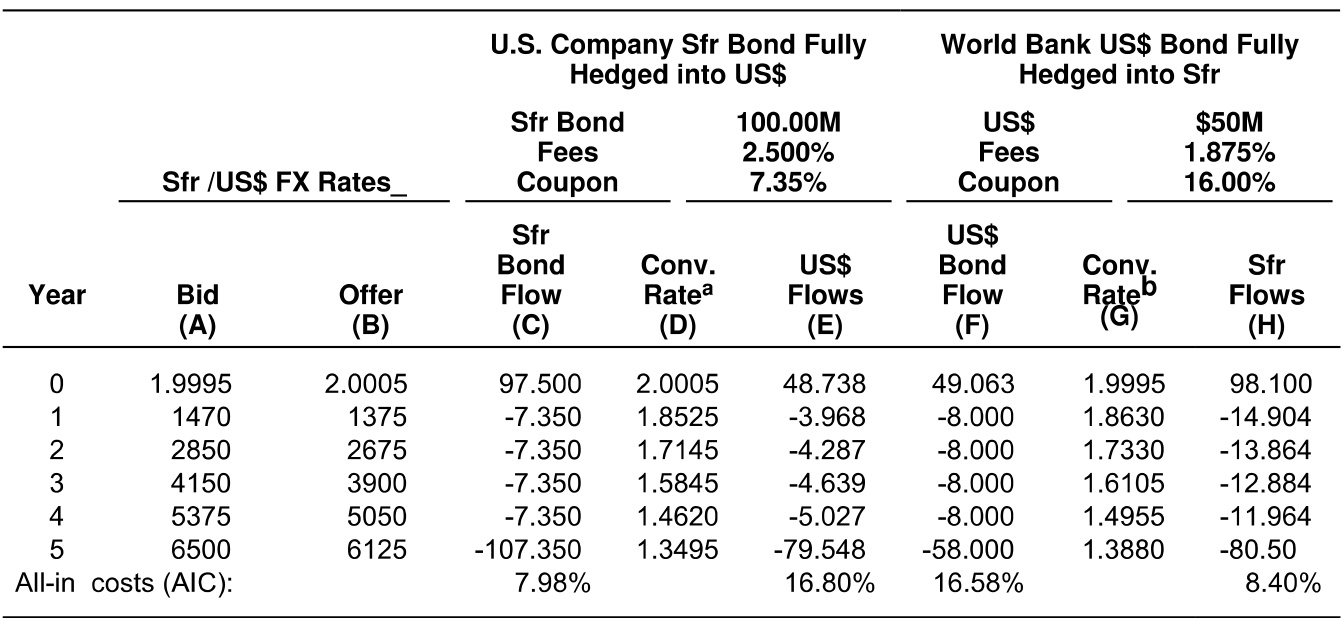 U.S. Company Sfr Bond Fully Hedged into US$ World Bank US$ Bond Fully Hedged into Sfr
Sfr Bond 100.00M US$ $50M
Fees 2.500% Fees 1.875%
Sfr /US$ FX Rates_ Coupon 7.35% Coupon 16.00%
Year Bid (A) Offer (B) Sfr Bond Flow (C) Conv. Rateª (D) US$ Flows (E) US$ Bond Flow (F) Conv. Rateb (G) Sfr Flows (H)
0 1.9995 2.0005 97.500 2.0005 48.738 49.063 1.9995 98.100
1 1470 1375 -7.350 1.8525 -3.968 -8.000 1.8630 -14.904
2 2850 2675 -7.350 1.7145 -4.287 -8.000 1.7330 -13.864
3 4150 3900 -7.350 1.5845 -4.639 -8.000 1.6105 -12.884
4 5375 5050 -7.350 1.4620 -5.027 -8.000 1.4955 -11.964
5 6500 6125 -107.350 1.3495 -79.548 -58.000 1.3880 -80.50
All-in costs (AIC): 7.98% 16.80% 16.58% 8.40%